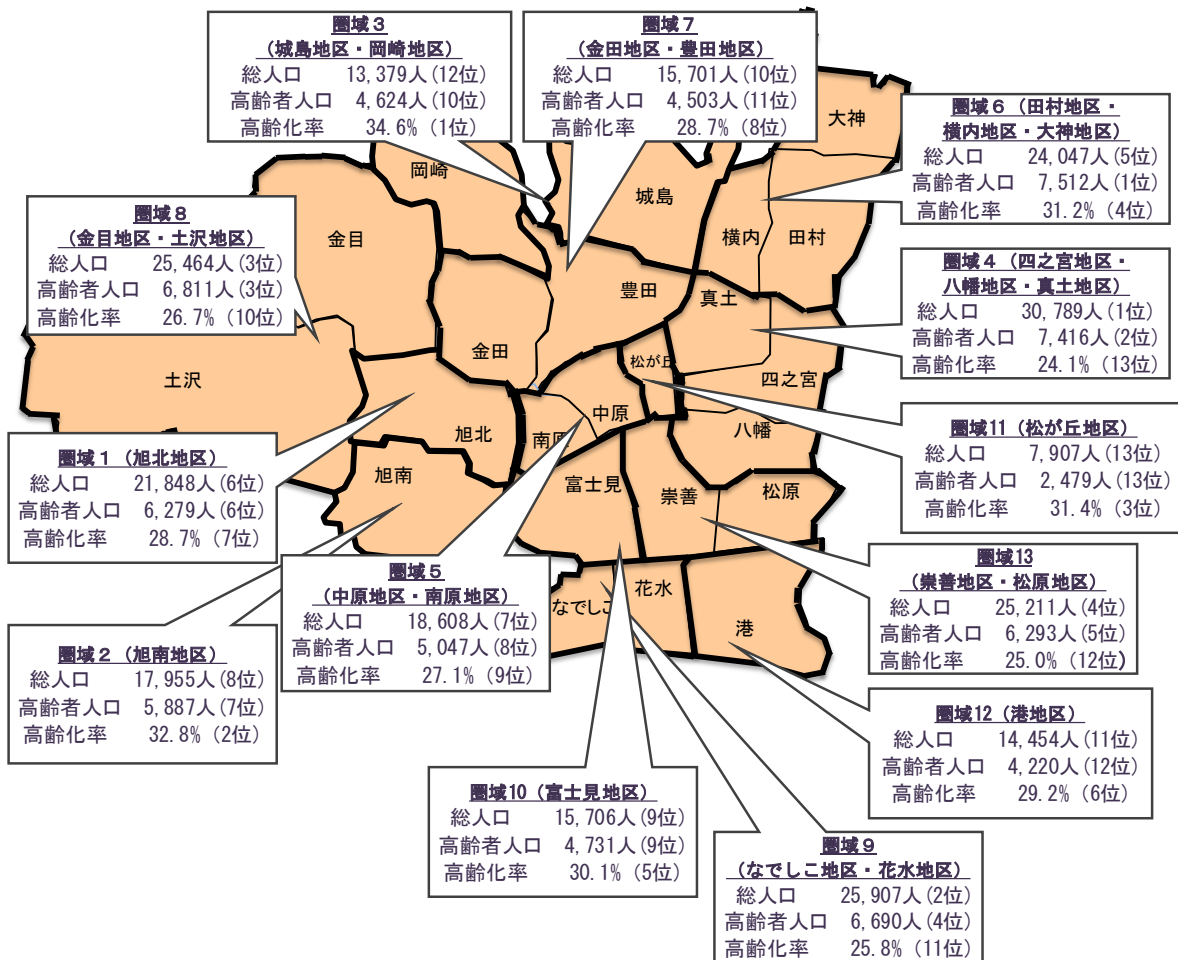 圏域３
（城島地区・岡崎地区）
総人口 13,379人(12位)
高齢者人口 4,624人(10位)
高齢化率 34.6% (1位)
圏域７
（金田地区・豊田地区）
総人口 15,701人(10位)
高齢者人口 4,503人(11位)
高齢化率 28.7% (8位)
圏域６（田村地区・
横内地区・大神地区）
総人口 24,047人(5位)
高齢者人口 7,512人(1位)
高齢化率 31.2% (4位)
圏域８
（金目地区・土沢地区）
総人口 25,464人(3位)
高齢者人口 6,811人(3位)
高齢化率 26.7% (10位)
圏域４（四之宮地区・
八幡地区・真土地区）
総人口 30,789人(1位)
高齢者人口 7,416人(2位)
高齢化率 24.1% (13位)
大神
岡崎
城島
金目
横内
田村
豊田
真土
金田
松が丘
土沢
四之宮
中原
南原
旭北
八幡
旭南
富士見
崇善
松原
なでしこ
花水
港
圏域11（松が丘地区）
総人口 7,907人(13位)
高齢者人口 2,479人(13位)
高齢化率 31.4% (3位)
圏域１（旭北地区）
総人口 21,848人(6位)
高齢者人口 6,279人(6位)
高齢化率 28.7% (7位)
圏域13
（崇善地区・松原地区）
総人口 25,211人(4位)
高齢者人口 6,293人(5位)
高齢化率 25.0% (12位)
圏域５
（中原地区・南原地区）
総人口 18,608人(7位)
高齢者人口 5,047人(8位)
高齢化率 27.1% (9位)
圏域２（旭南地区）
総人口 17,955人(8位)
高齢者人口 5,887人(7位)
高齢化率 32.8% (2位)
圏域12（港地区）
総人口 14,454人(11位)
高齢者人口 4,220人(12位)
高齢化率 29.2% (6位)
圏域10（富士見地区）
総人口 15,706人(9位)
高齢者人口 4,731人(9位)
高齢化率 30.1% (5位)
圏域９
（なでしこ地区・花水地区）
総人口 25,907人(2位)
高齢者人口 6,690人(4位)
高齢化率 25.8% (11位)